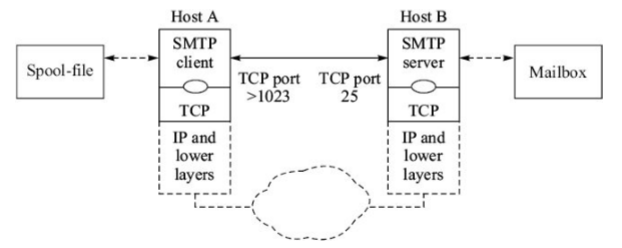 Host A
Host B
Spool-file
SMTP
client
TCP port
>1023
TCP port
25
SMTP
server
Mailbox
TCP
TCP
IP and
lower
layers
IP and
lower
layers